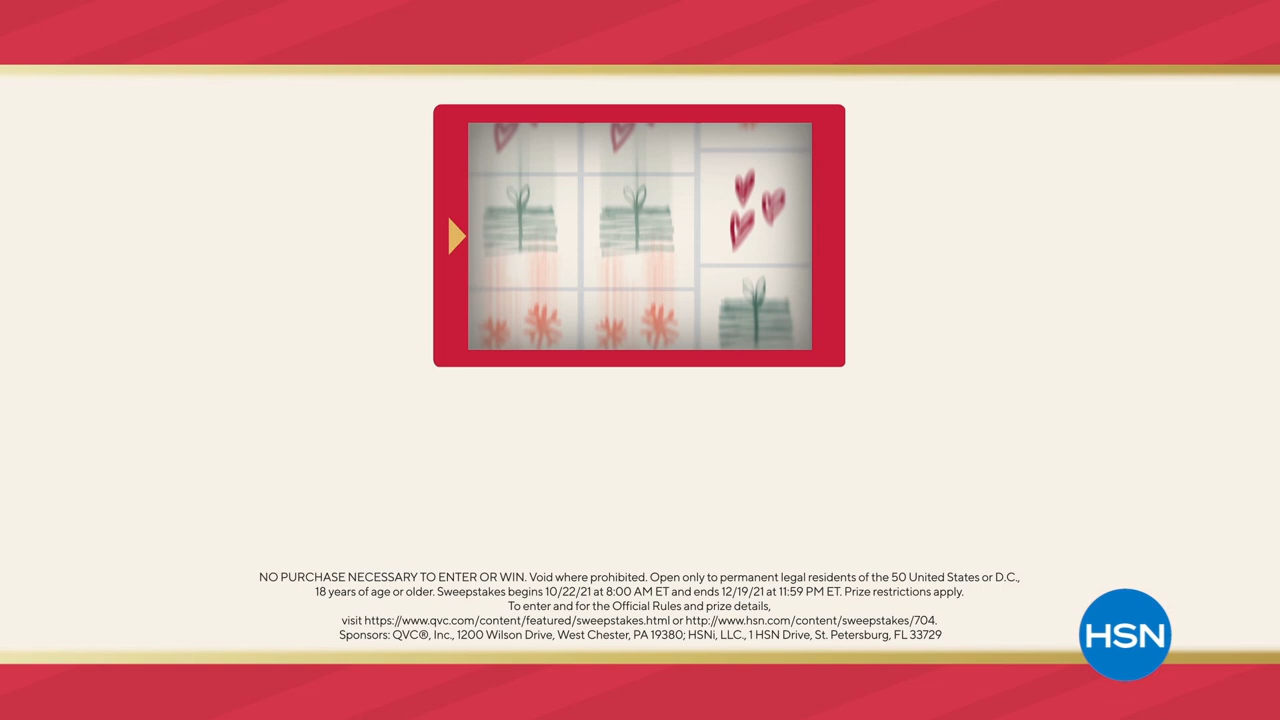 NO PURCHASE NECESSARY TO ENTER OR WIN. Void where prohibited. Open only to permanent legal residents of the 50 United States or D.C.,
18 years of age or older. Sweepstakes begins 10/22/21 at 8:00 AM ET and ends 12/19/21 at 11:59 PM ET. Prize restrictions apply.
To enter and for the Official Rules and prize details,
visit https://www.qvc.com/content/featured/sweepstakes.html or http://www.hsn.com/content/sweepstakes/704.
Sponsors: QVC®, Inc., 1200 Wilson Drive, West Chester, PA 19380; HSNi, LLC., 1 HSN Drive, St. Petersburg, FL 33729
HSN